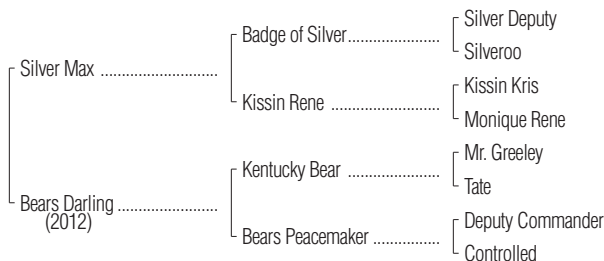 Silver Deputy
Badge of Silver....................
Silveroo
Silver Max .........................
Kissin Kris
Kissin Rene .......................
Monique Rene
Mr. Greeley
Kentucky Bear ....................
Tate
Bears Darling .....................
(2012)
Deputy Commander
Bears Peacemaker ..............
Controlled